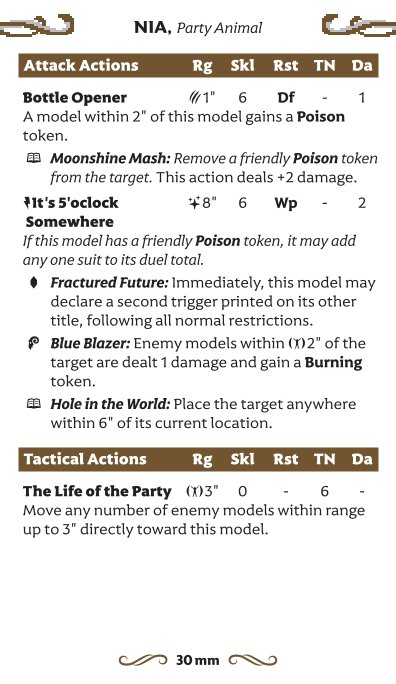 NIA, Party Animal
Attack Actions Rg Skl Rst TN Da
Bottle Opener 1" 6 Df - 1
A model within 2" of this model gains a Poison
token.
Moonshine Mash: Remove a friendly Poison token
from the target. This action deals +2 damage.
It's 5'oclock 8" 6 Wp - 2
Somewhere
If this model has a friendly Poison token, it may add
any one suit to its duel total.
Fractured Future: Immediately, this model may
declare a second trigger printed on its other
title, following all normal restrictions.
Blue Blazer: Enemy models within 2" of the
target are dealt 1 damage and gain a Burning
token.
Hole in the World: Place the target anywhere
within 6" of its current location.
Tactical Actions Rg Skl Rst TN Da
The Life of the Party 3" 0 - 6 -
Move any number of enemy models within range
up to 3" directly toward this model.
30 mm